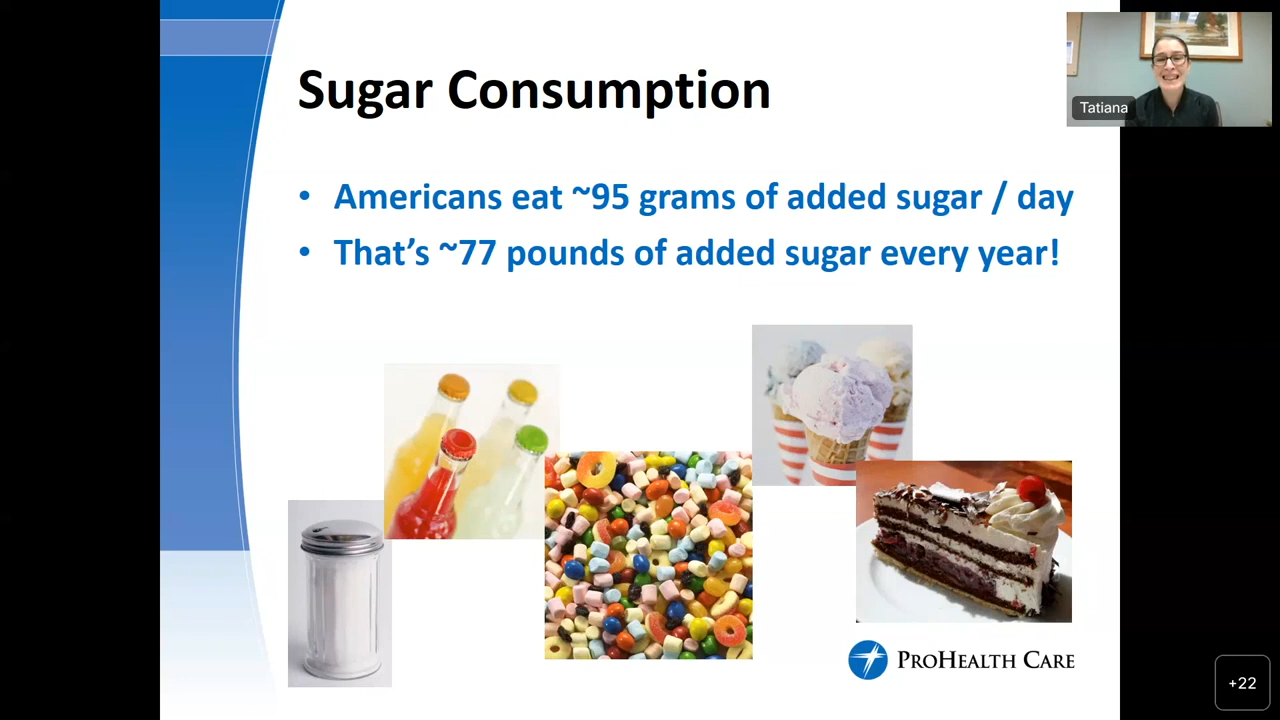 Sugar Consumption
Tatiana
• Americans eat ~95 grams of added sugar / day
• That’s ~77 pounds of added sugar every year!
PROHEALTH CARE
+22